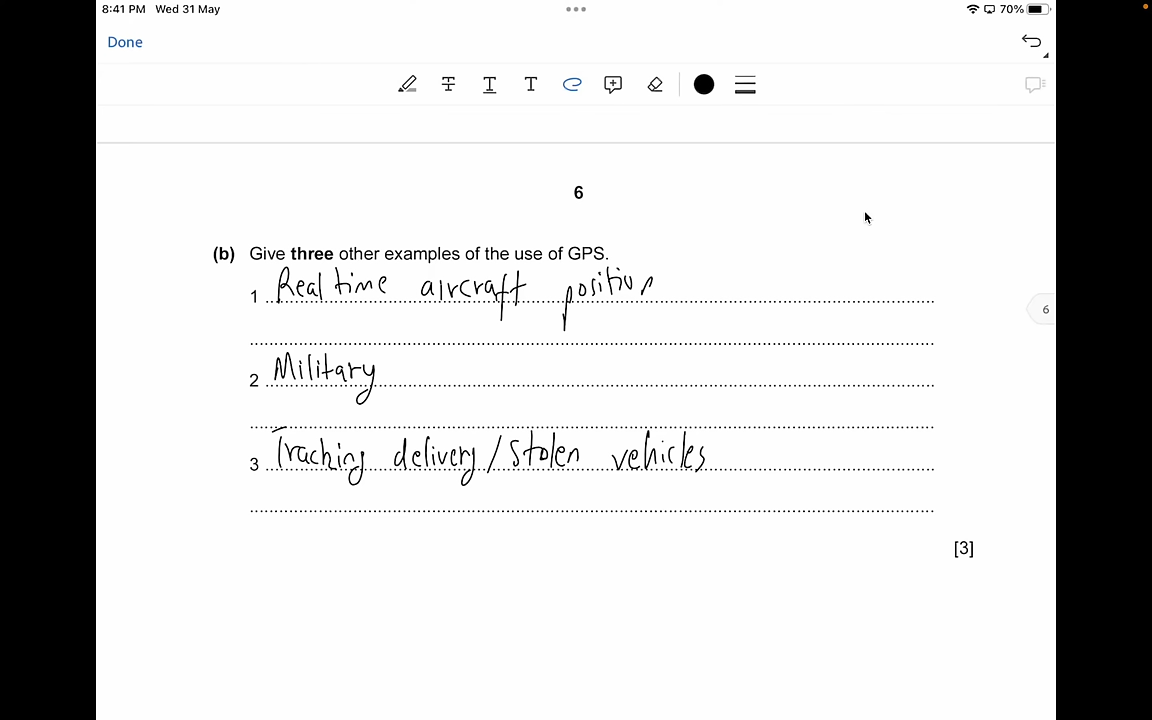 8:41 PM Wed 31 May
70%
Done
6
(b) Give three other examples of the use of GPS.
1 Real time aircraft position
2 Military
6
3 Tracking delivery/stolen vehicles
[3]